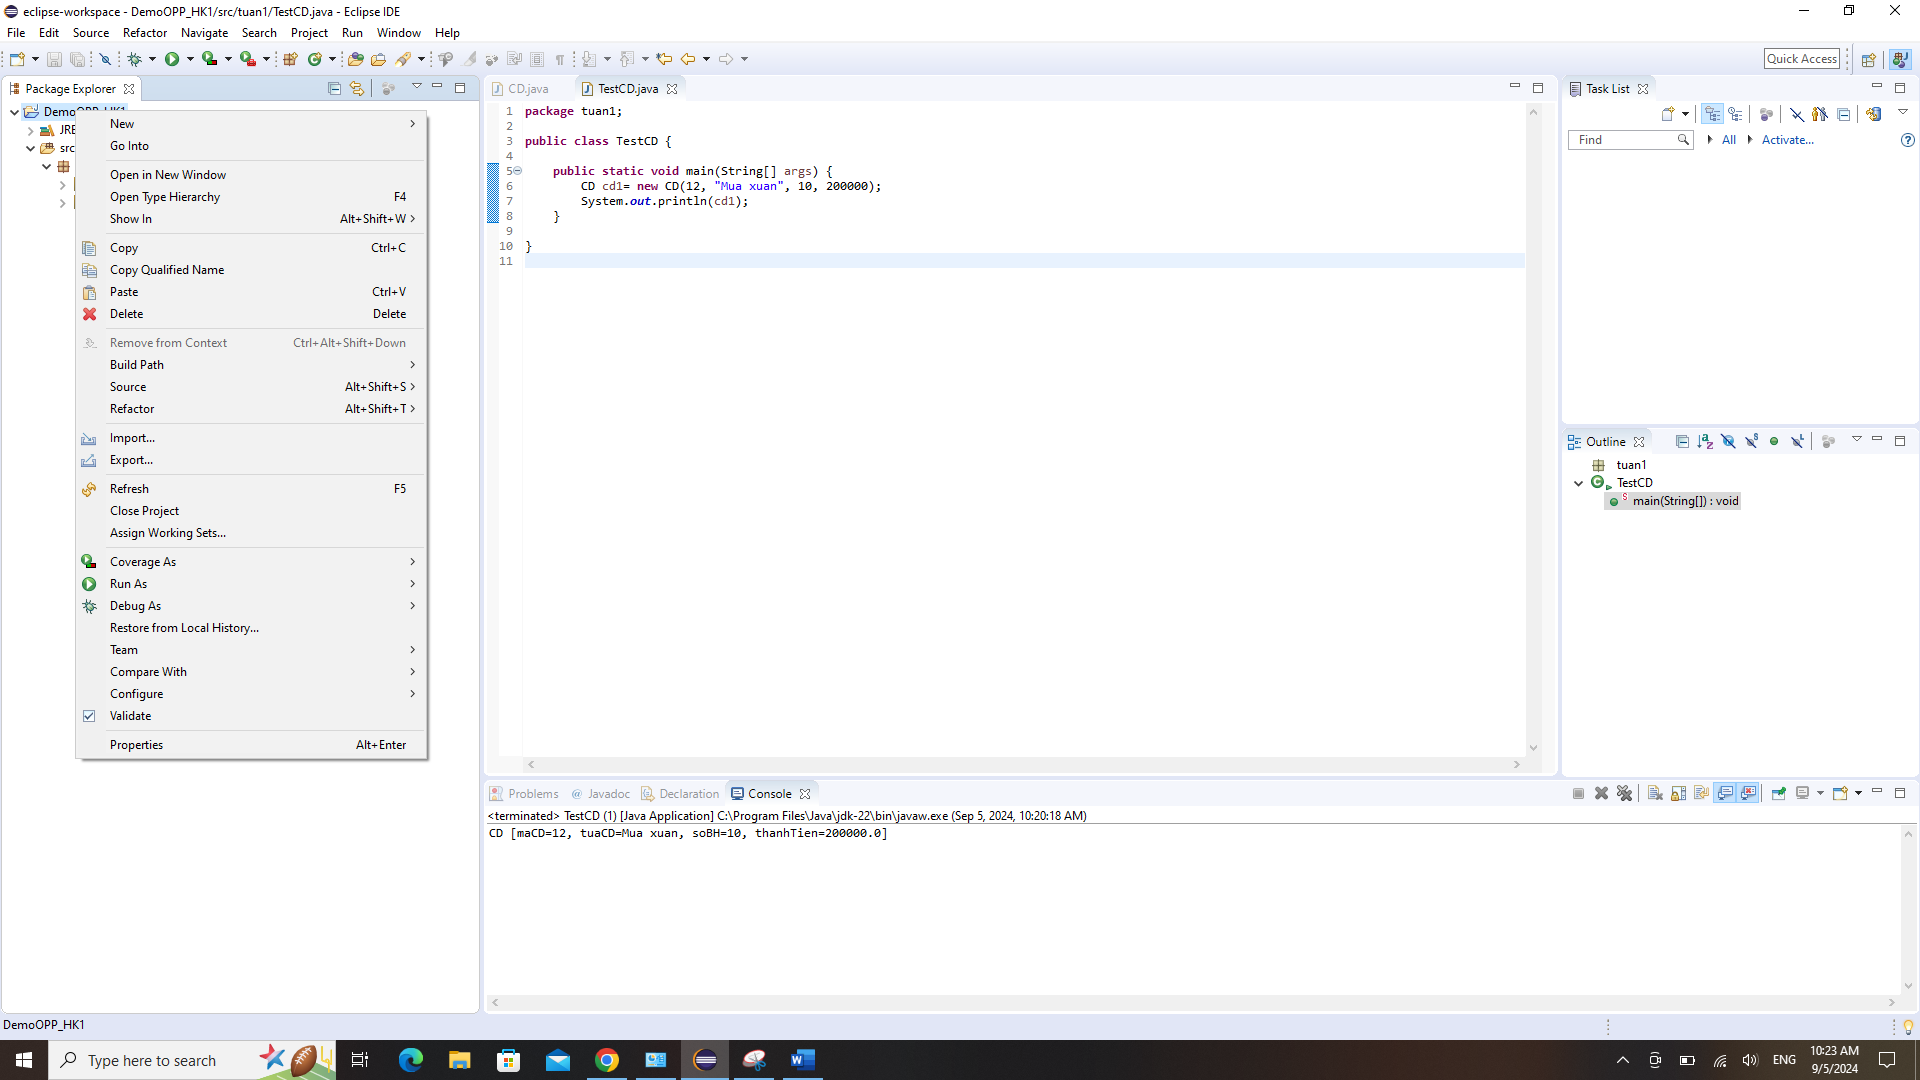 eclipse-workspace - DemoOPP_HK1/src/tuan1/TestCD.java - Eclipse IDE
File Edit Source Refactor Navigate Search Project Run Window Help
Quick Access
Package Explorer
CD.java
TestCD.java
Task List
Find
All
Activate...
DemoOPP_HK1
JRE
src
New
Go Into
Open in New Window
Open Type Hierarchy F4
Show In Alt+Shift+W >
Copy Ctrl+C
Copy Qualified Name
Paste Ctrl+V
Delete Delete
Remove from Context Ctrl+Alt+Shift+Down
Build Path
Source Alt+Shift+S >
Refactor Alt+Shift+T >
Import...
Export...
Refresh F5
Close Project
Assign Working Sets...
Coverage As
Run As
Debug As
Restore from Local History...
Team
Compare With
Configure
Validate
Properties Alt+Enter
1 package tuan1;
2
3 public class TestCD {
4
5 public static void main(String[] args) {
6 CD cd1= new CD(12, "Mua xuan", 10, 200000);
7 System.out.println(cd1);
8 }
9
10 }
11
Outline
tuan1
TestCD
main(String[]) : void
Problems
@ Javadoc
Declaration
Console
<terminated> TestCD (1) [Java Application] C:\Program Files\Java\jdk-22\bin\javaw.exe (Sep 5, 2024, 10:20:18 AM)
CD [maCD=12, tuaCD=Mua xuan, soBH=10, thanhTien=200000.0]
DemoOPP_HK1
Type here to search
ENG
10:23 AM
9/5/2024